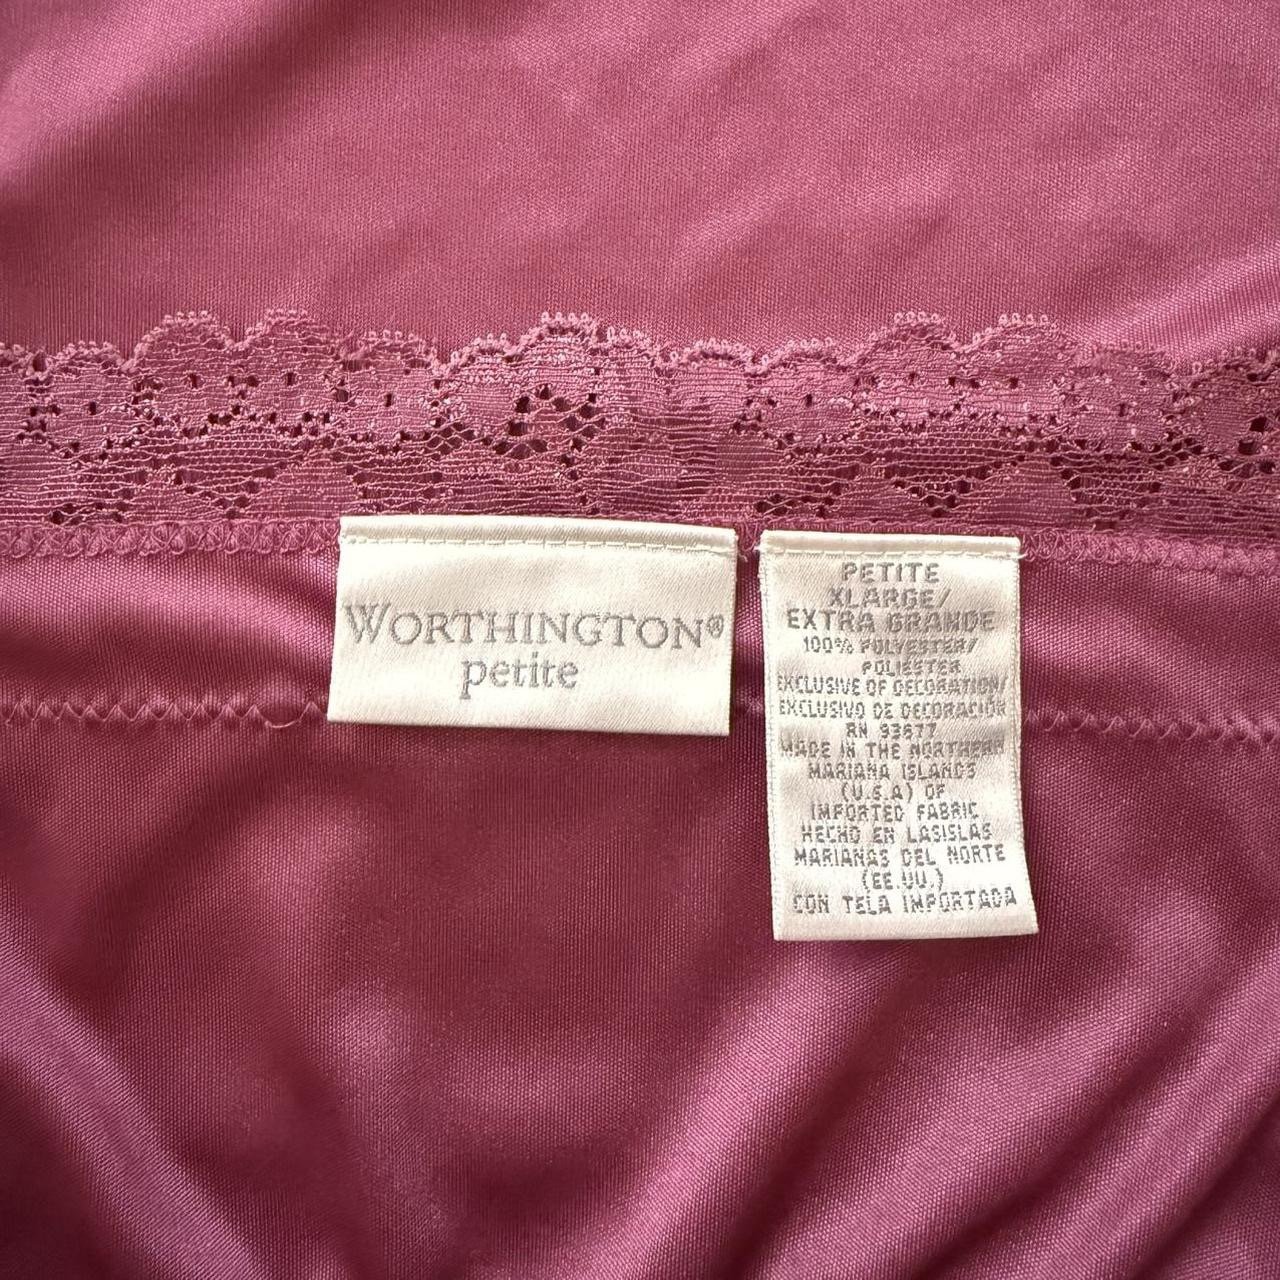 WORTHINGTON®
petite
PETITE
XLARGE/
EXTRA GRANDE
100% POLYESTER/
POLIESTER
EXCLUSIVE OF DECORATION/
EXCLUSIVO DE DECORACIÓN
RN 93677
MADE IN THE NORTHERN
MARIANA ISLANDS
(U.S.A) OF
IMPORTED FABRIC
HECHO EN LASISLAS
MARIANAS DEL NORTE
(EE.UU.)
CON TELA IMPORTADA